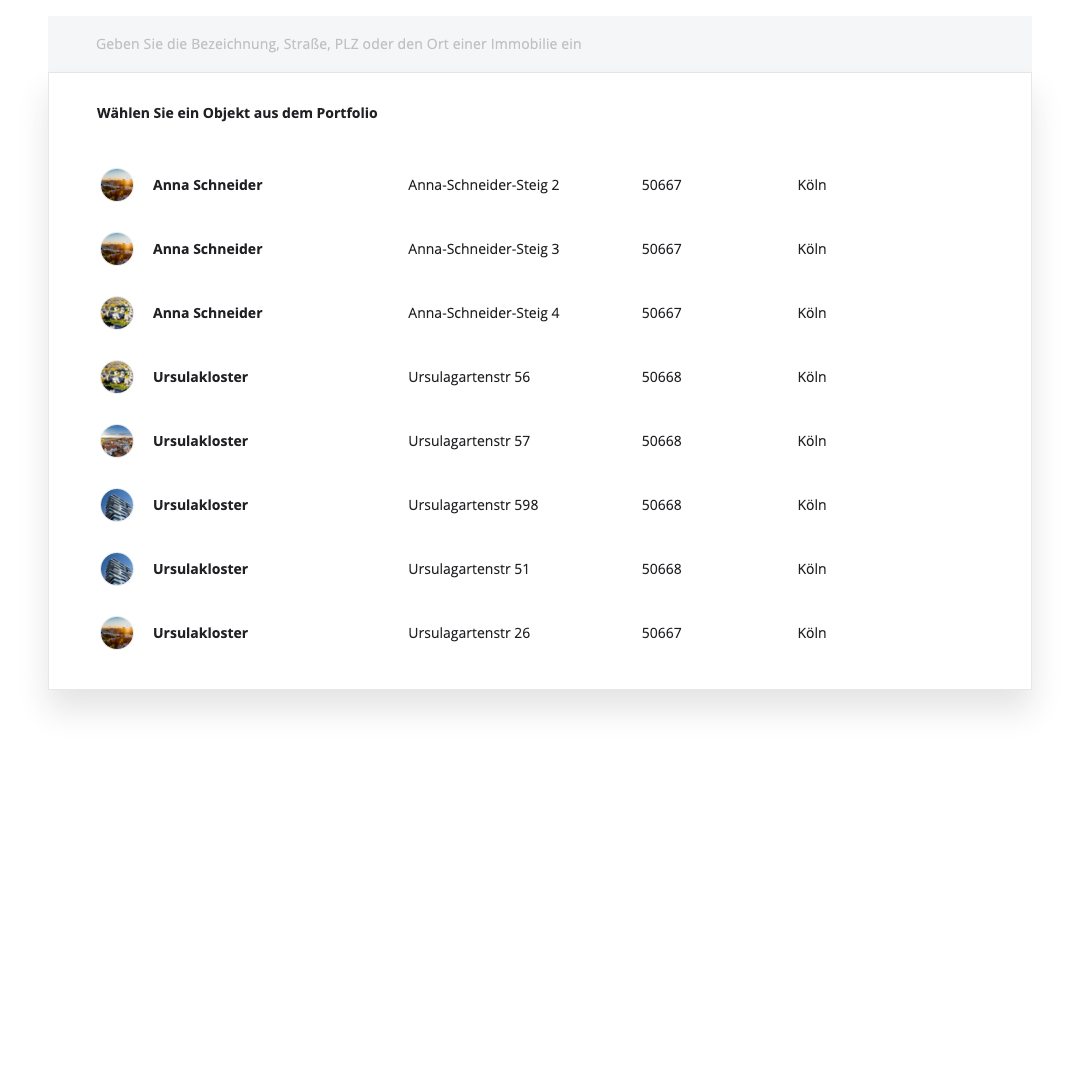 Geben Sie die Bezeichnung, Straße, PLZ oder den Ort einer Immobilie ein
Wählen Sie ein Objekt aus dem Portfolio
Anna Schneider Anna-Schneider-Steig 2 50667 Köln
Anna Schneider Anna-Schneider-Steig 3 50667 Köln
Anna Schneider Anna-Schneider-Steig 4 50667 Köln
Ursulakloster Ursulagartenstr 56 50668 Köln
Ursulakloster Ursulagartenstr 57 50668 Köln
Ursulakloster Ursulagartenstr 598 50668 Köln
Ursulakloster Ursulagartenstr 51 50668 Köln
Ursulakloster Ursulagartenstr 26 50667 Köln